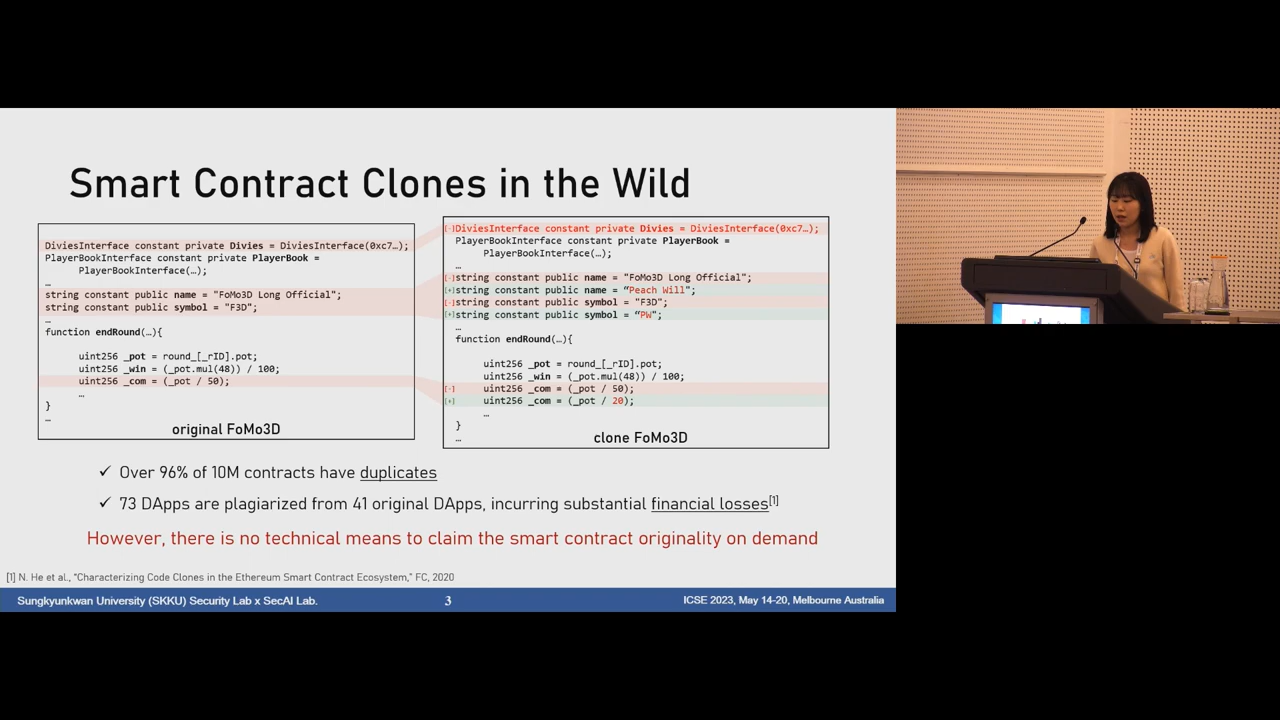 Smart Contract Clones in the Wild
DiviesInterface constant private Divies = DiviesInterface(0xc7…);
PlayerBookInterface constant private PlayerBook =
PlayerBookInterface(…);
…
string constant public name = "FoMo3D Long Official";
string constant public symbol = "F3D";
…
function endRound(…){
uint256 _pot = round_[_rID].pot;
uint256 _win = (_pot.mul(48)) / 100;
uint256 _com = (_pot / 50);
…
}
…
original FoMo3D
[-]DiviesInterface constant private Divies = DiviesInterface(0xc7…);
PlayerBookInterface constant private PlayerBook =
PlayerBookInterface(…);
…
[-]string constant public name = "FoMo3D Long Official";
[+]string constant public name = “Peach Will";
[-]string constant public symbol = "F3D";
[+]string constant public symbol = “PW";
…
function endRound(…){
uint256 _pot = round_[_rID].pot;
uint256 _win = (_pot.mul(48)) / 100;
[-] uint256 _com = (_pot / 50);
[+] uint256 _com = (_pot / 20);
…
}
…
clone FoMo3D
✓ Over 96% of 10M contracts have duplicates
✓ 73 DApps are plagiarized from 41 original DApps, incurring substantial financial losses[1]
However, there is no technical means to claim the smart contract originality on demand
[1] N. He et al., “Characterizing Code Clones in the Ethereum Smart Contract Ecosystem,” FC, 2020
Sungkyunkwan University (SKKU) Security Lab x SecAI Lab.
3
ICSE 2023, May 14-20, Melbourne Australia